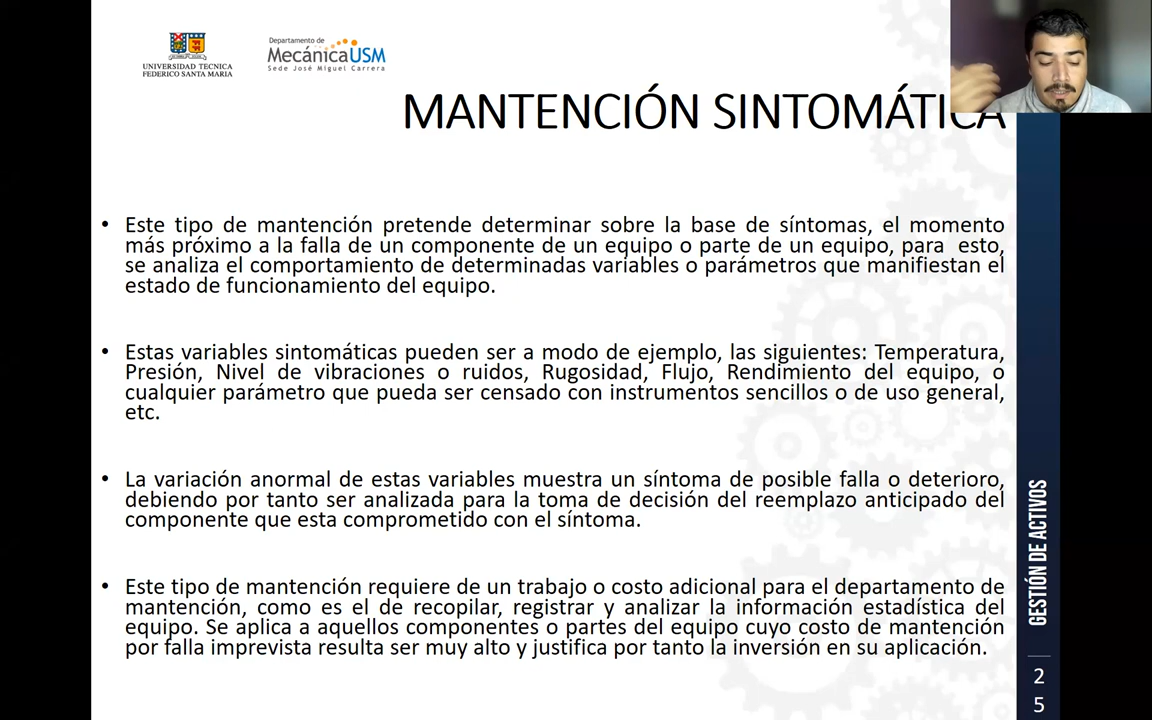 UNIVERSIDAD TECNICA
FEDERICO SANTA MARIA
Departamento de
MecánicaUSM
Sede José Miguel Carrera
MANTENCIÓN SINTOMÁTICA
• Este tipo de mantención pretende determinar sobre la base de síntomas, el momento
más próximo a la falla de un componente de un equipo o parte de un equipo, para esto,
se analiza el comportamiento de determinadas variables o parámetros que manifiestan el
estado de funcionamiento del equipo.
• Estas variables sintomáticas pueden ser a modo de ejemplo, las siguientes: Temperatura,
Presión, Nivel de vibraciones o ruidos, Rugosidad, Flujo, Rendimiento del equipo, o
cualquier parámetro que pueda ser censado con instrumentos sencillos o de uso general,
etc.
• La variación anormal de estas variables muestra un síntoma de posible falla o deterioro,
debiendo por tanto ser analizada para la toma de decisión del reemplazo anticipado del
componente que esta comprometido con el síntoma.
• Este tipo de mantención requiere de un trabajo o costo adicional para el departamento de
mantención, como es el de recopilar, registrar y analizar la información estadística del
equipo. Se aplica a aquellos componentes o partes del equipo cuyo costo de mantención
por falla imprevista resulta ser muy alto y justifica por tanto la inversión en su aplicación.
GESTIÓN DE ACTIVOS
2
5